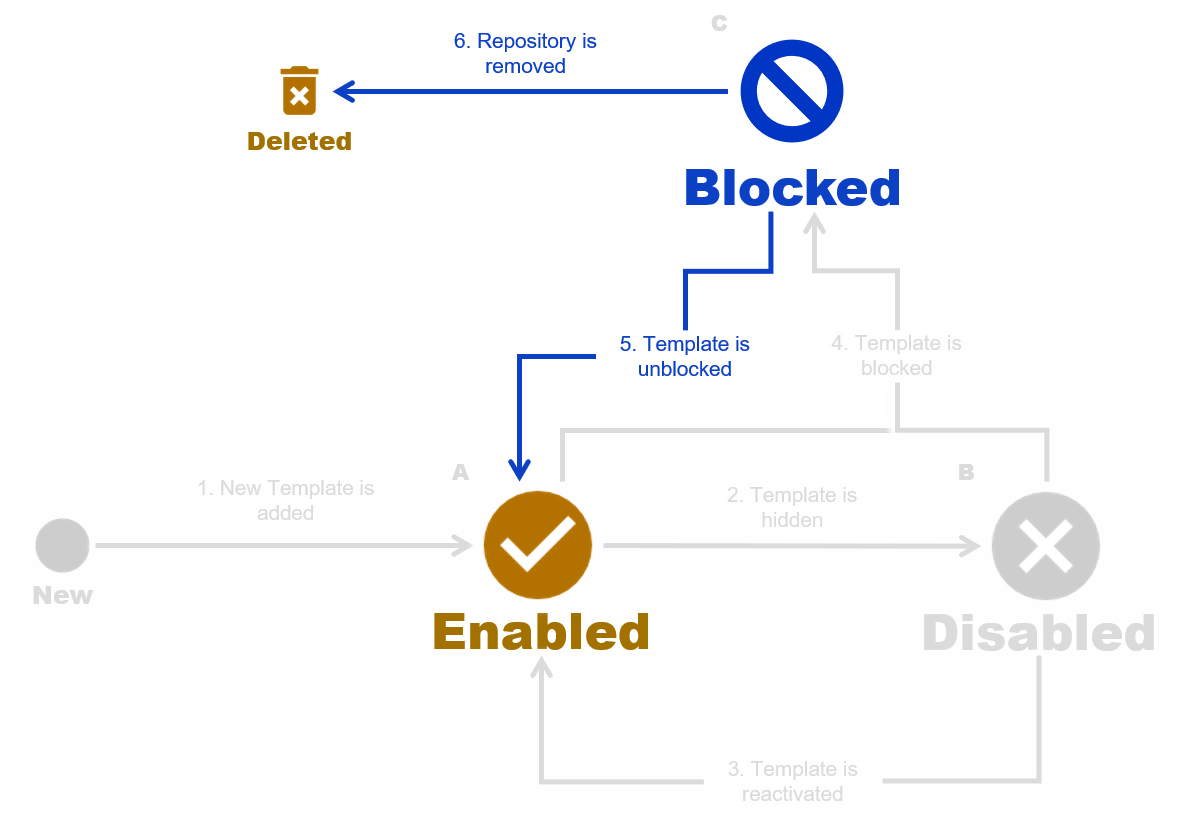 C
6. Repository is
removed
Deleted
Blocked
5. Template is
unblocked
4. Template is
blocked
A
B
1. New Template is
added
2. Template is
hidden
New
Enabled
Disabled
3. Template is
reactivated